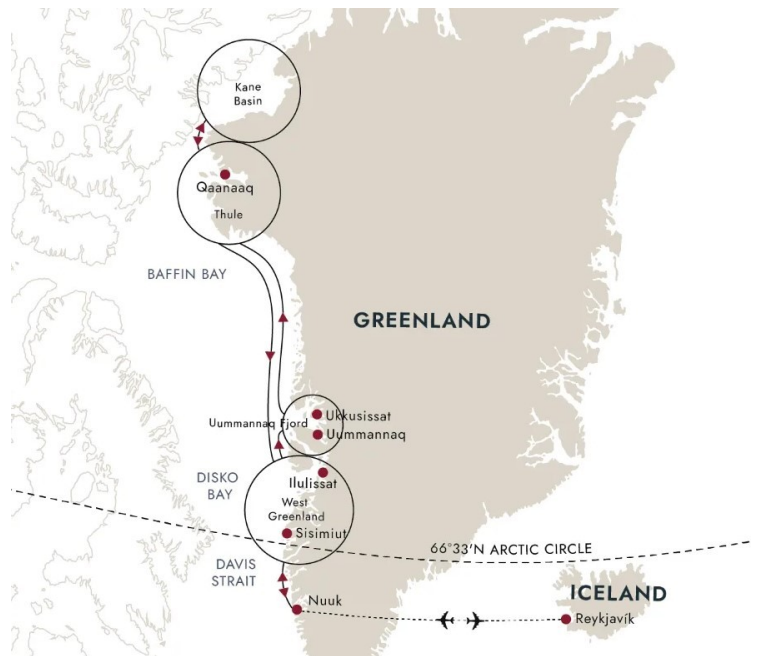 Kane
Basin
Qaanaaq
Thule
BAFFIN BAY
GREENLAND
Ukkusissat
Uummannaq Fjord
Uummannaq
DISKO
BAY
Ilulissat
West
Greenland
Sisimiut
66°33'N ARCTIC CIRCLE
DAVIS
STRAIT
Nuuk
ICELAND
Reykjavík